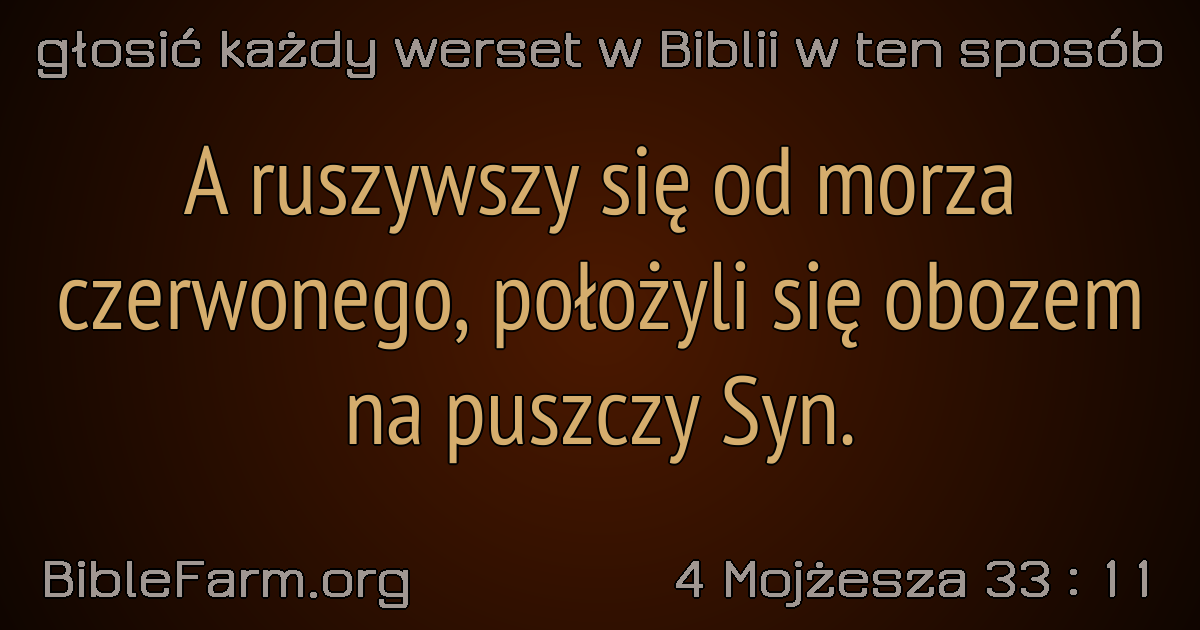 głosić każdy werset w Biblii w ten sposób
A ruszywszy się od morza
czerwonego, położyli się obozem
na puszczy Syn.
BibleFarm.org
4 Mojżesza 33 : 11